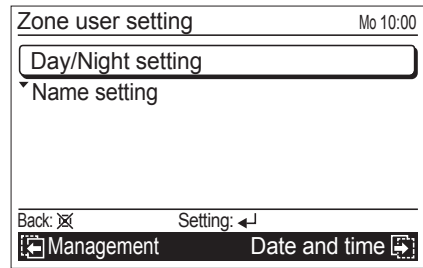 Zone user setting Mo 10:00
Day/Night setting
Name setting
Back: Setting:
Management Date and time